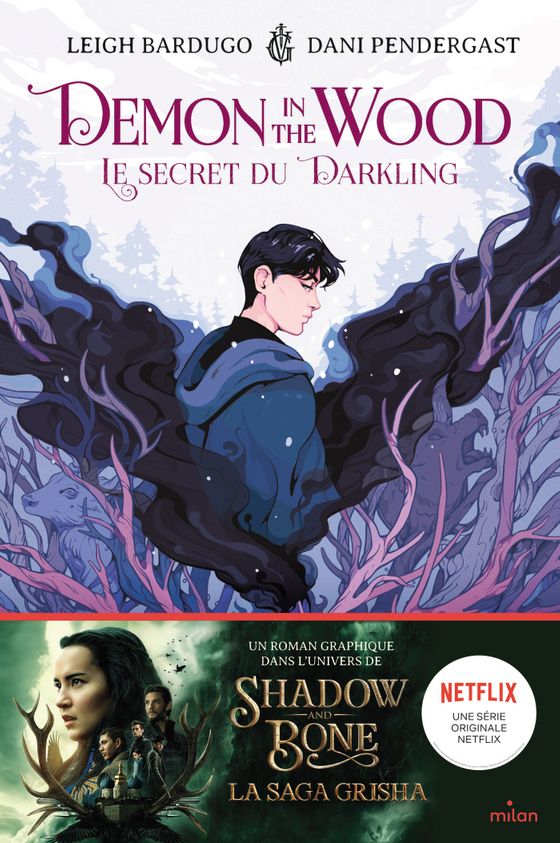 LEIGH BARDUGO DANI PENDERGAST
DEMON IN THE WOOD
LE SECRET DU DARKLING
UN ROMAN GRAPHIQUE
DANS L'UNIVERS DE
SHADOW
AND
BONE
LA SAGA GRISHA
NETFLIX
UNE SÉRIE
ORIGINALE
NETFLIX
milan